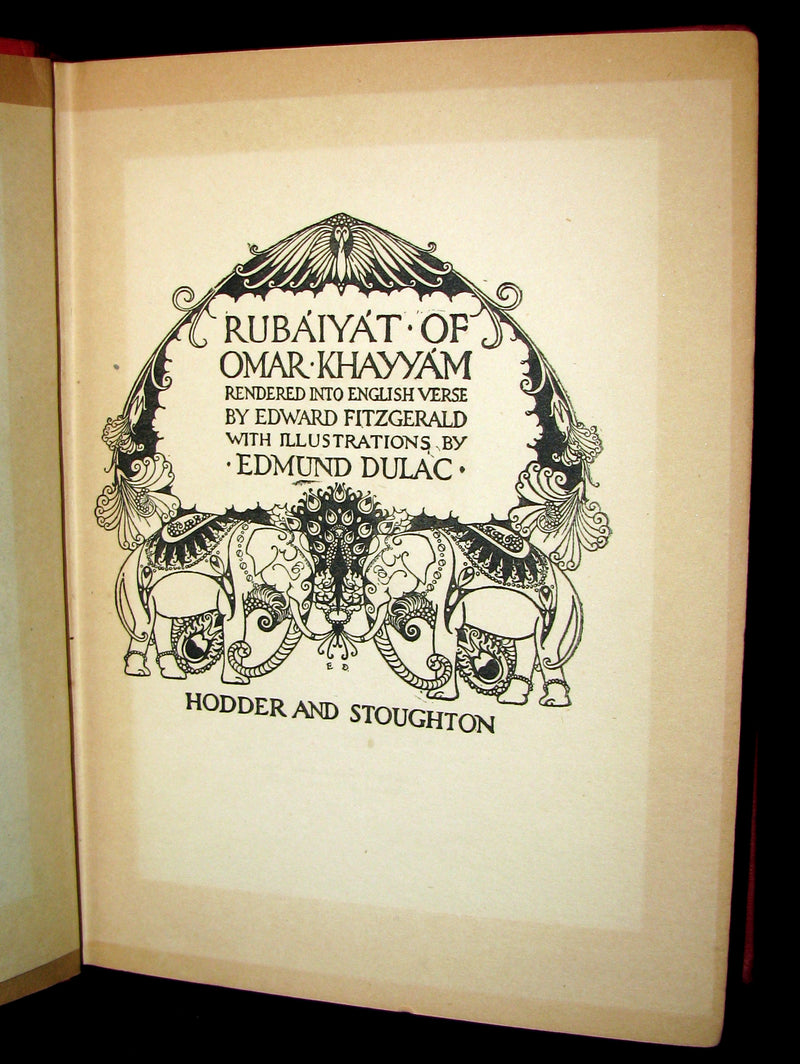 RUBÁIYÁT · OF
OMAR · KHAYYÁM
RENDERED INTO ENGLISH VERSE
BY EDWARD FITZGERALD
WITH ILLUSTRATIONS BY
· EDMUND DULAC ·
E D
HODDER AND STOUGHTON